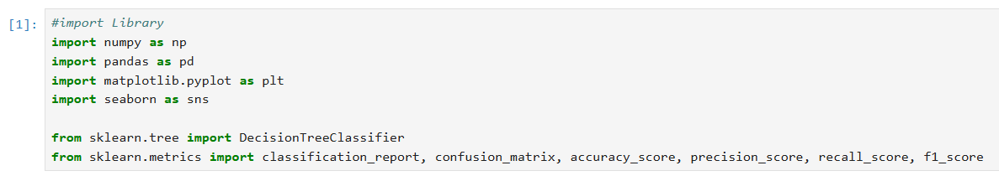 [1]: #import Library
import numpy as np
import pandas as pd
import matplotlib.pyplot as plt
import seaborn as sns
from sklearn.tree import DecisionTreeClassifier
from sklearn.metrics import classification_report, confusion_matrix, accuracy_score, precision_score, recall_score, f1_score